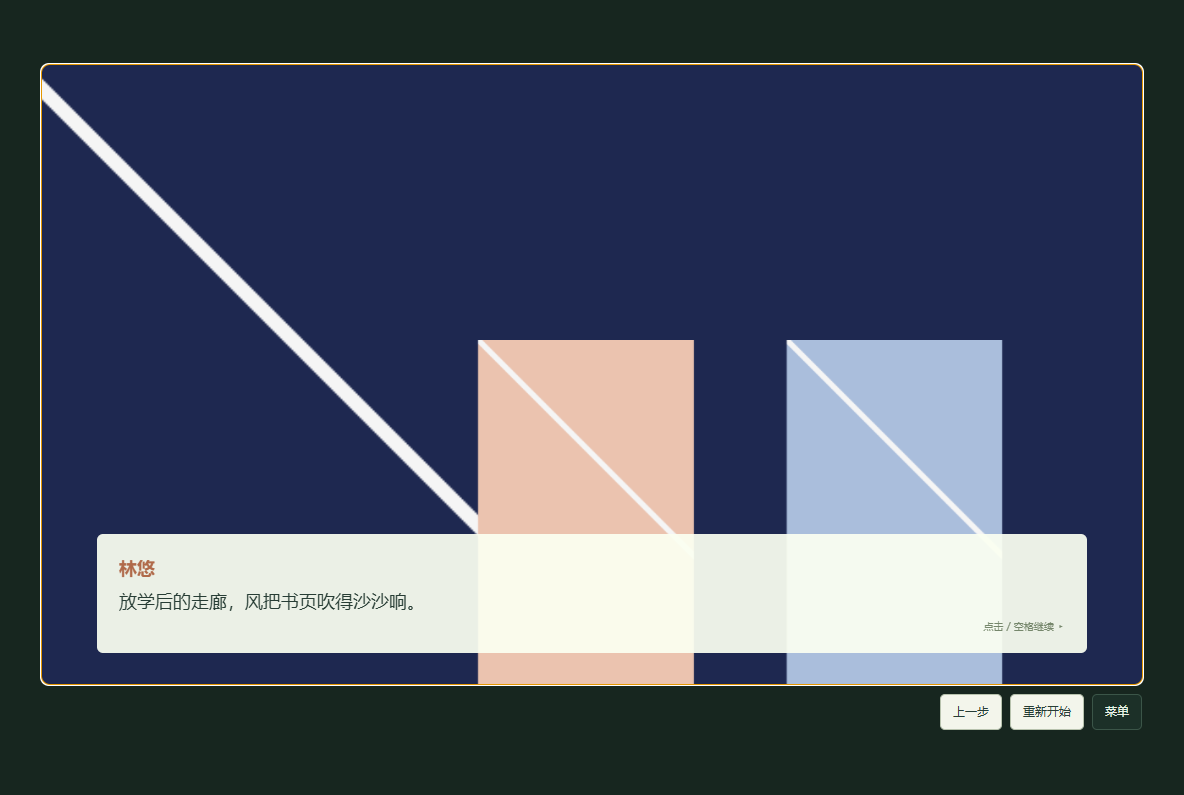 林悠
放学后的走廊，风把书页吹得沙沙响。
点击 / 空格继续 ▸
上一步
重新开始
菜单